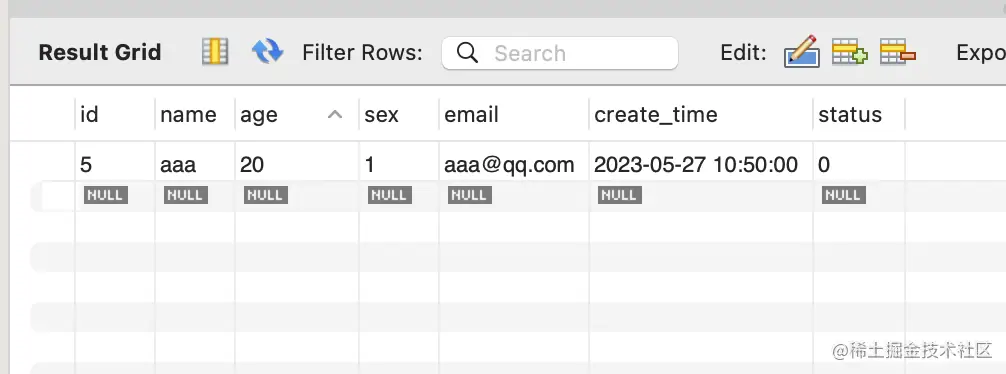 Result Grid Filter Rows: Search Edit: Expo
id name age sex email create_time status
5 aaa 20 1 aaa@qq.com 2023-05-27 10:50:00 0
NULL NULL NULL NULL NULL NULL NULL
@稀土掘金技术社区